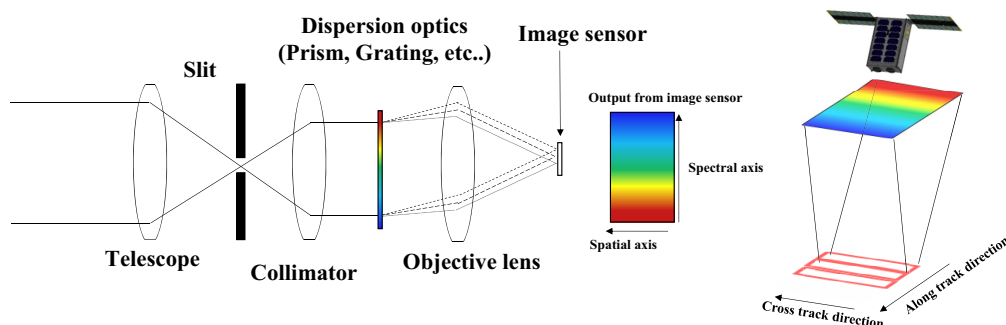 Dispersion optics
(Prism, Grating, etc..)
Image sensor
Slit
Output from image sensor
Spectral axis
Spatial axis
Telescope
Collimator
Objective lens
Along track direction
Cross track direction